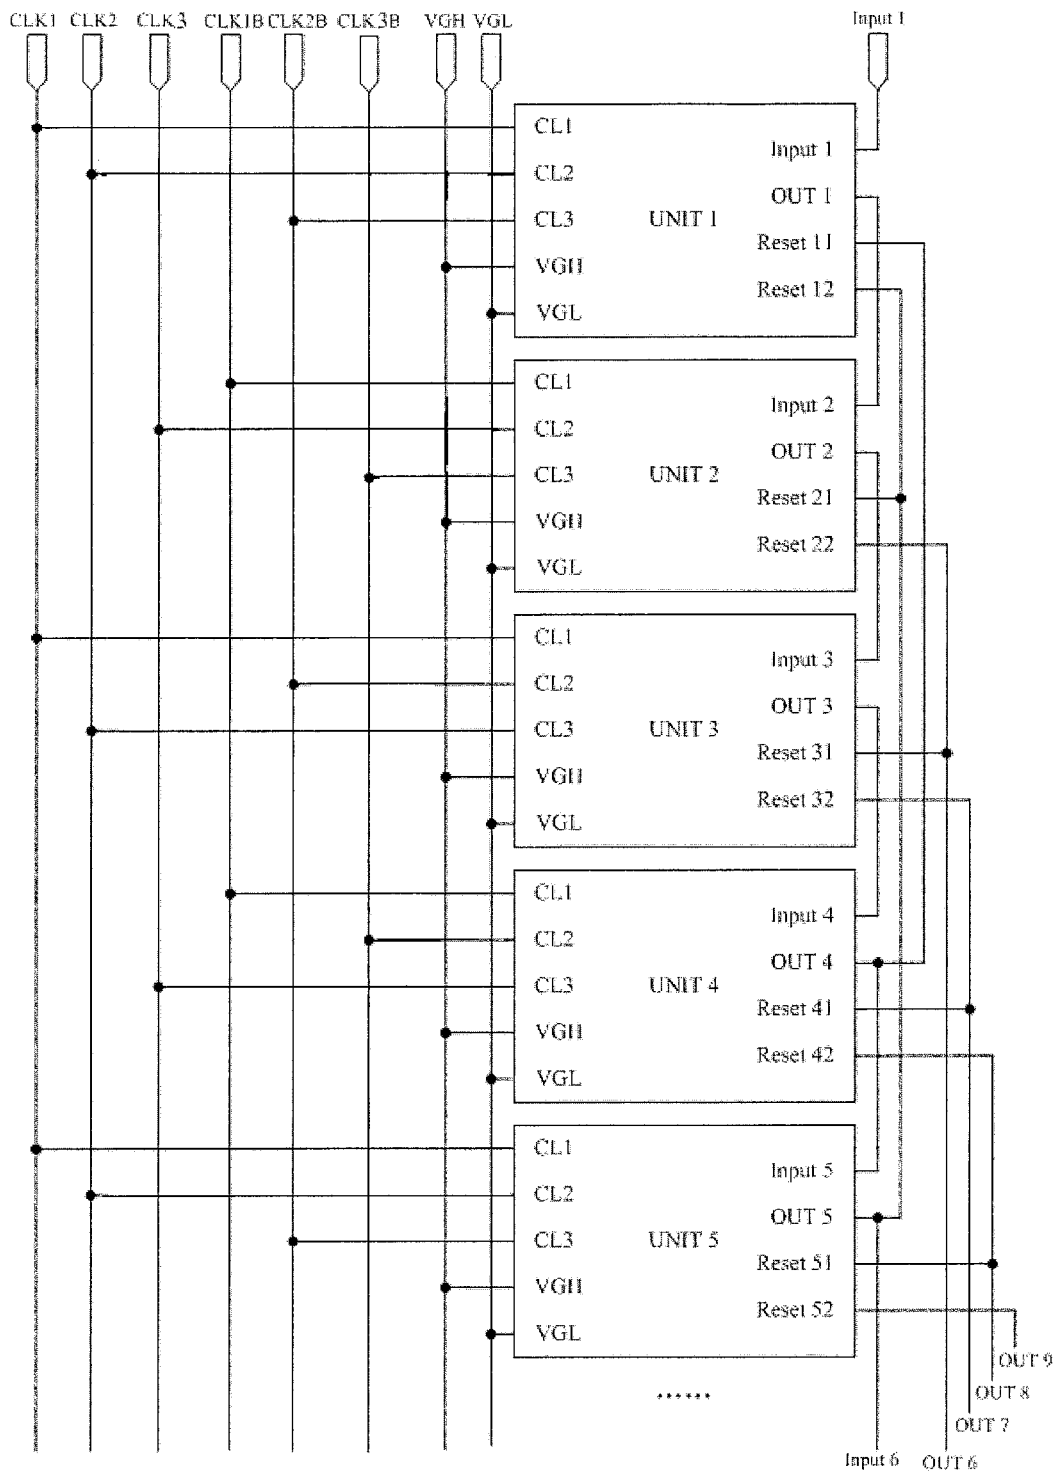 CLK1 CLK2 CLK3 CLK1B CLK2B CLK3B VGH VGL Input 1
CL1
Input 1
CL2
OUT 1
CL3
UNIT 1
Reset 11
VGH
Reset 12
VGL
CL1
Input 2
CL2
OUT 2
CL3
UNIT 2
Reset 21
VGH
Reset 22
VGL
CL1
Input 3
CL2
OUT 3
CL3
UNIT 3
Reset 31
VGH
Reset 32
VGL
CL1
Input 4
CL2
OUT 4
CL3
UNIT 4
Reset 41
VGH
Reset 42
VGL
CL1
Input 5
CL2
OUT 5
CL3
UNIT 5
Reset 51
VGH
Reset 52
VGL
OUT 9
......
OUT 8
OUT 7
Input 6
OUT 6